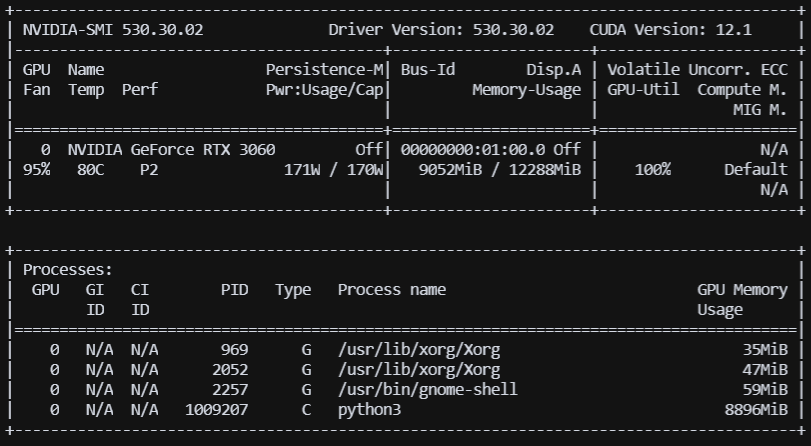 +-----------------------------------------------------------------------------+
| NVIDIA-SMI 530.30.02 Driver Version: 530.30.02 CUDA Version: 12.1 |
|-----------------------------------------+----------------------+----------------------+
| GPU Name Persistence-M| Bus-Id Disp.A | Volatile Uncorr. ECC |
| Fan Temp Perf Pwr:Usage/Cap| Memory-Usage | GPU-Util Compute M. |
| | | MIG M. |
|=========================================+======================+======================|
| 0 NVIDIA GeForce RTX 3060 Off| 00000000:01:00.0 Off | N/A |
| 95% 80C P2 171W / 170W| 9052MiB / 12288MiB | 100% Default |
| | | N/A |
+-----------------------------------------+----------------------+----------------------+
+-----------------------------------------------------------------------------+
| Processes: |
| GPU GI CI PID Type Process name GPU Memory |
| ID ID Usage |
|=============================================================================|
| 0 N/A N/A 969 G /usr/lib/xorg/Xorg 35MiB |
| 0 N/A N/A 2052 G /usr/lib/xorg/Xorg 47MiB |
| 0 N/A N/A 2257 G /usr/bin/gnome-shell 59MiB |
| 0 N/A N/A 1009207 C python3 8896MiB |
+-----------------------------------------------------------------------------+